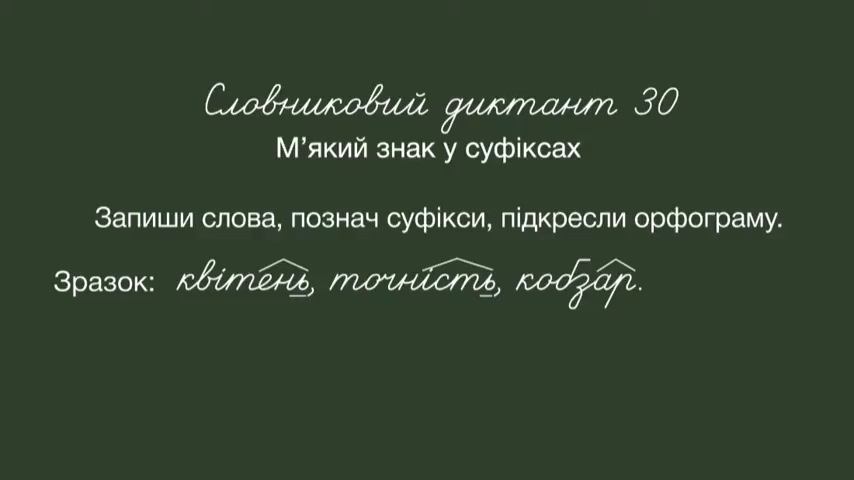 Словниковий диктант 30
М’який знак у суфіксах
Запиши слова, познач суфікси, підкресли орфограму.
Зразок: квітень, точність, кобзар.